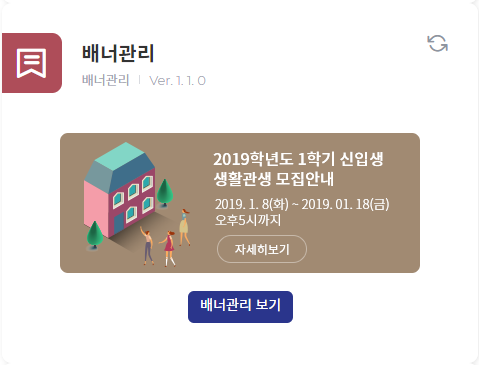 배너관리
배너관리 | Ver. 1. 1. 0
2019학년도 1학기 신입생
생활관생 모집안내
2019. 1. 8(화) ~ 2019. 01. 18(금)
오후5시까지
자세히보기
배너관리 보기